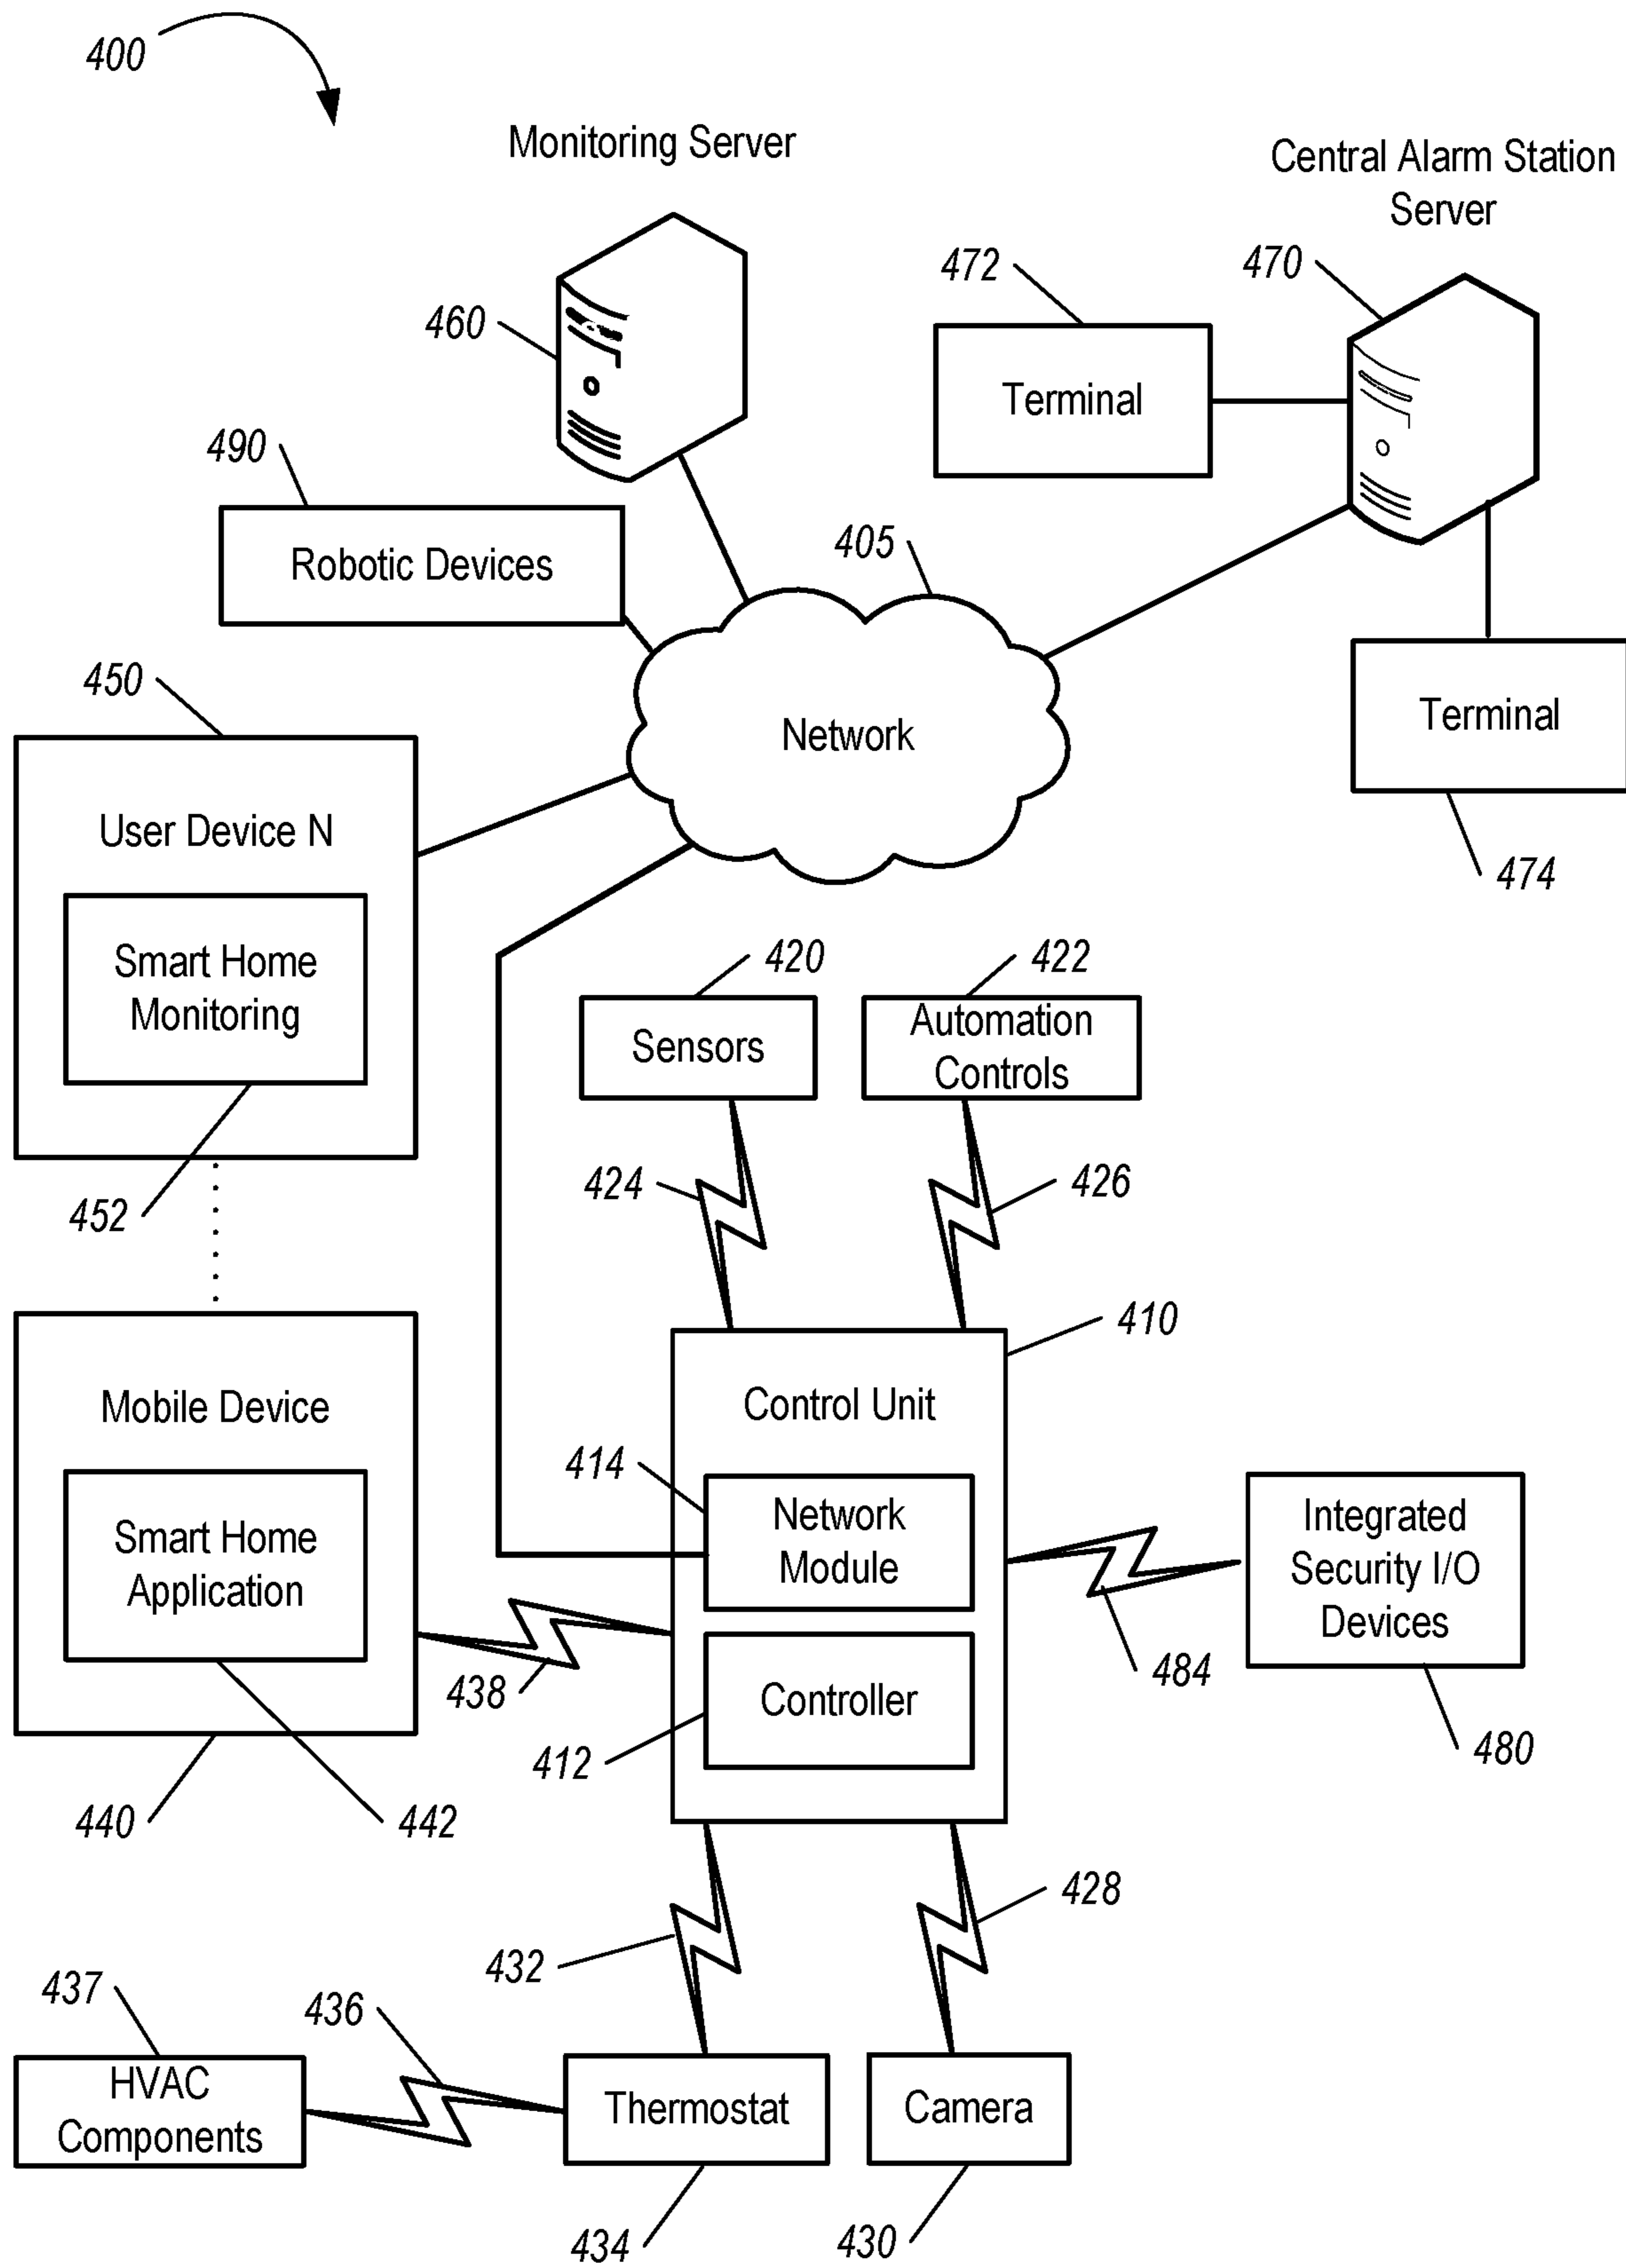 400
Monitoring Server
Central Alarm Station
Server
472
470
460
Terminal
490
405
Robotic Devices
450
Network
Terminal
User Device N
474
Smart Home
Monitoring
420
422
Sensors
Automation
Controls
424
426
452
410
Mobile Device
Control Unit
414
Smart Home
Application
Network
Module
Integrated
Security I/O
Devices
438
484
Controller
412
480
440
442
428
432
437
436
HVAC
Components
Thermostat
Camera
434
430